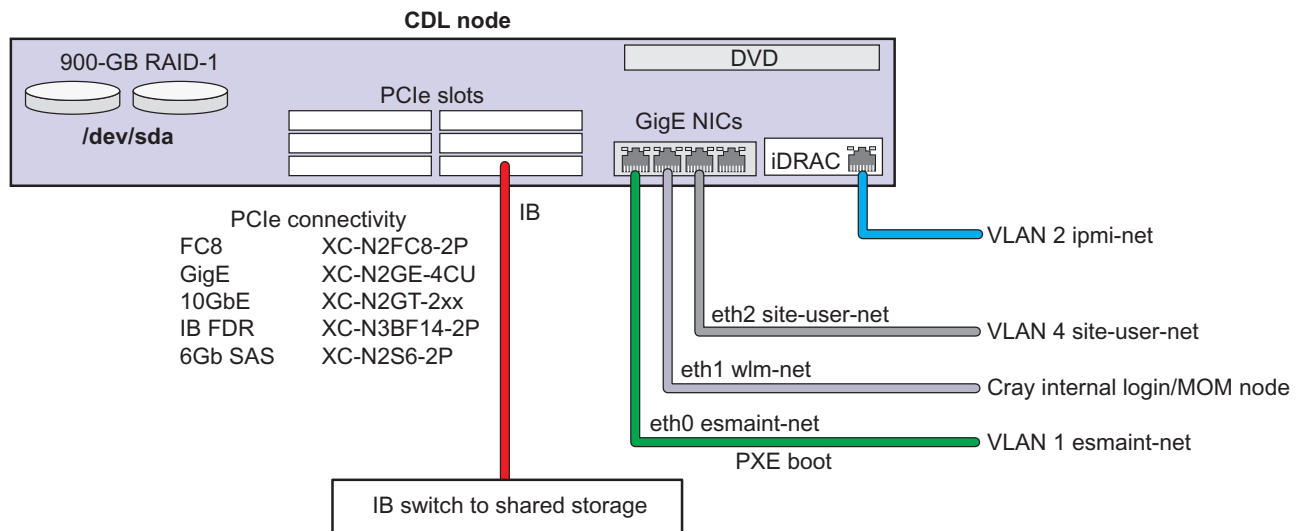 CDL node
900-GB RAID-1
/dev/sda
PCIe slots
DVD
GigE NICs
iDRAC
IB
PCIe connectivity
FC8 XC-N2FC8-2P
GigE XC-N2GE-4CU
10GbE XC-N2GT-2xx
IB FDR XC-N3BF14-2P
6Gb SAS XC-N2S6-2P
VLAN 2 ipmi-net
eth2 site-user-net
VLAN 4 site-user-net
eth1 wlm-net
Cray internal login/MOM node
eth0 esmaint-net
VLAN 1 esmaint-net
PXE boot
IB switch to shared storage